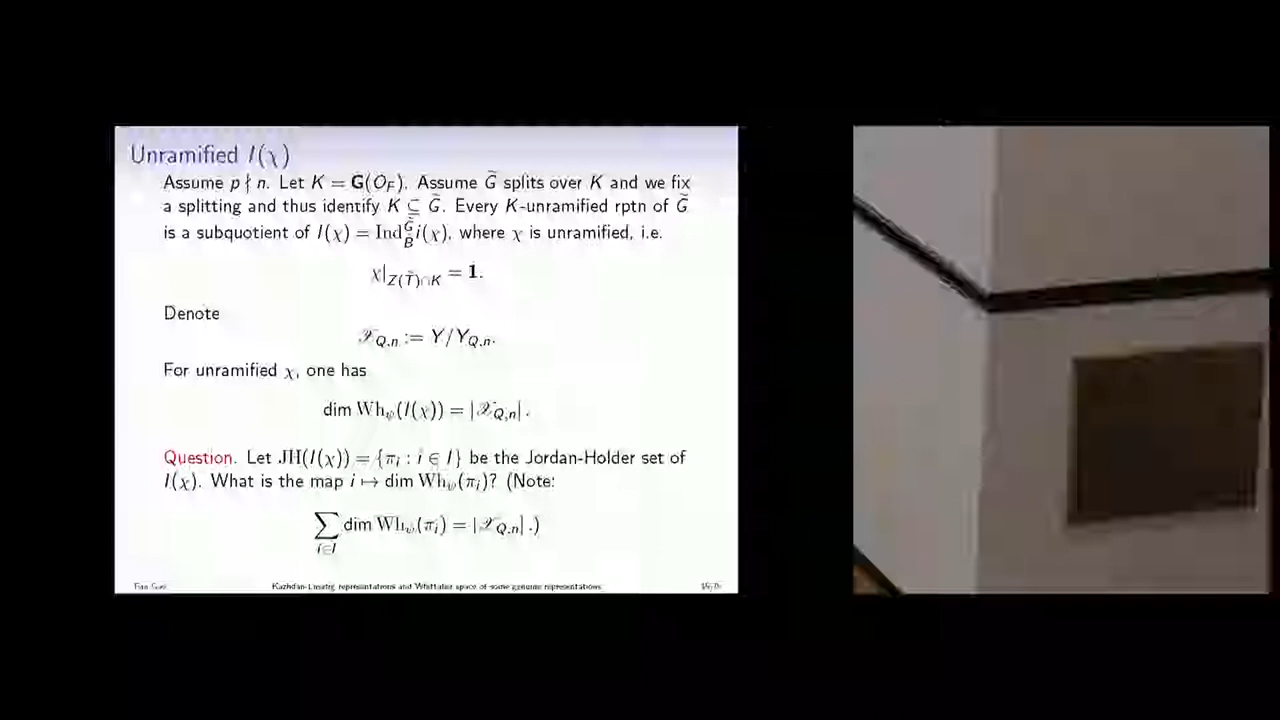 Unramified I(χ)
Assume p ∤ n. Let K = G(O_F). Assume G̃ splits over K and we fix
a splitting and thus identify K ⊆ G̃. Every K-unramified rptn of G̃
is a subquotient of I(χ) = Ind_B̃^G̃ i(χ), where χ is unramified, i.e.
χ|_{Z(T̃)∩K} = 1.
Denote
𝒳_{Q,n} := Y/Y_{Q,n}.
For unramified χ, one has
dim Wh_ψ(I(χ)) = |𝒳_{Q,n}|.
Question. Let JH(I(χ)) = {π_i : i ∈ I} be the Jordan-Holder set of
I(χ). What is the map i ↦ dim Wh_ψ(π_i)? (Note:
∑_{i∈I} dim Wh_ψ(π_i) = |𝒳_{Q,n}|.)
Kazhdan-Lusztig representations and Whittaker space of some genuine representations